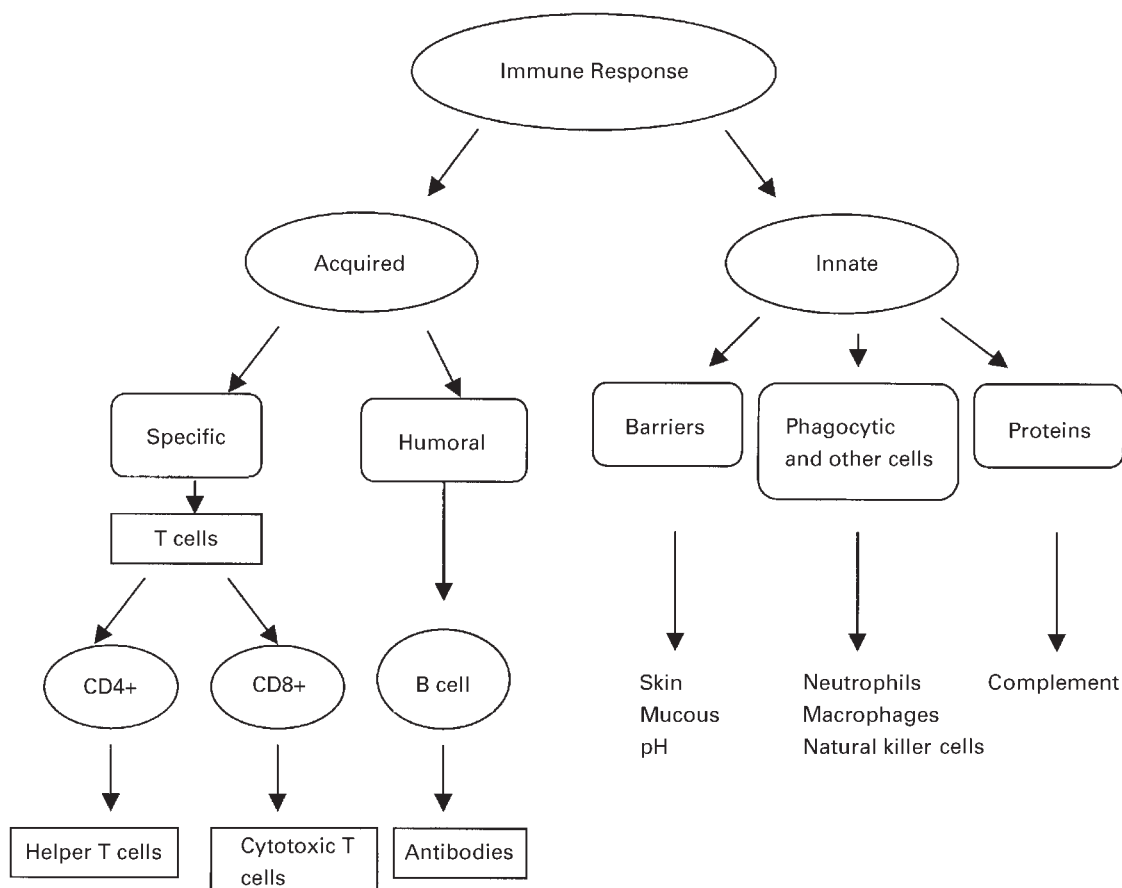 Immune Response
Acquired
Innate
Specific
Humoral
Barriers
Phagocytic
and other cells
Proteins
T cells
CD4+
CD8+
B cell
Skin
Mucous
pH
Neutrophils
Macrophages
Natural killer cells
Complement
Helper T cells
Cytotoxic T
cells
Antibodies